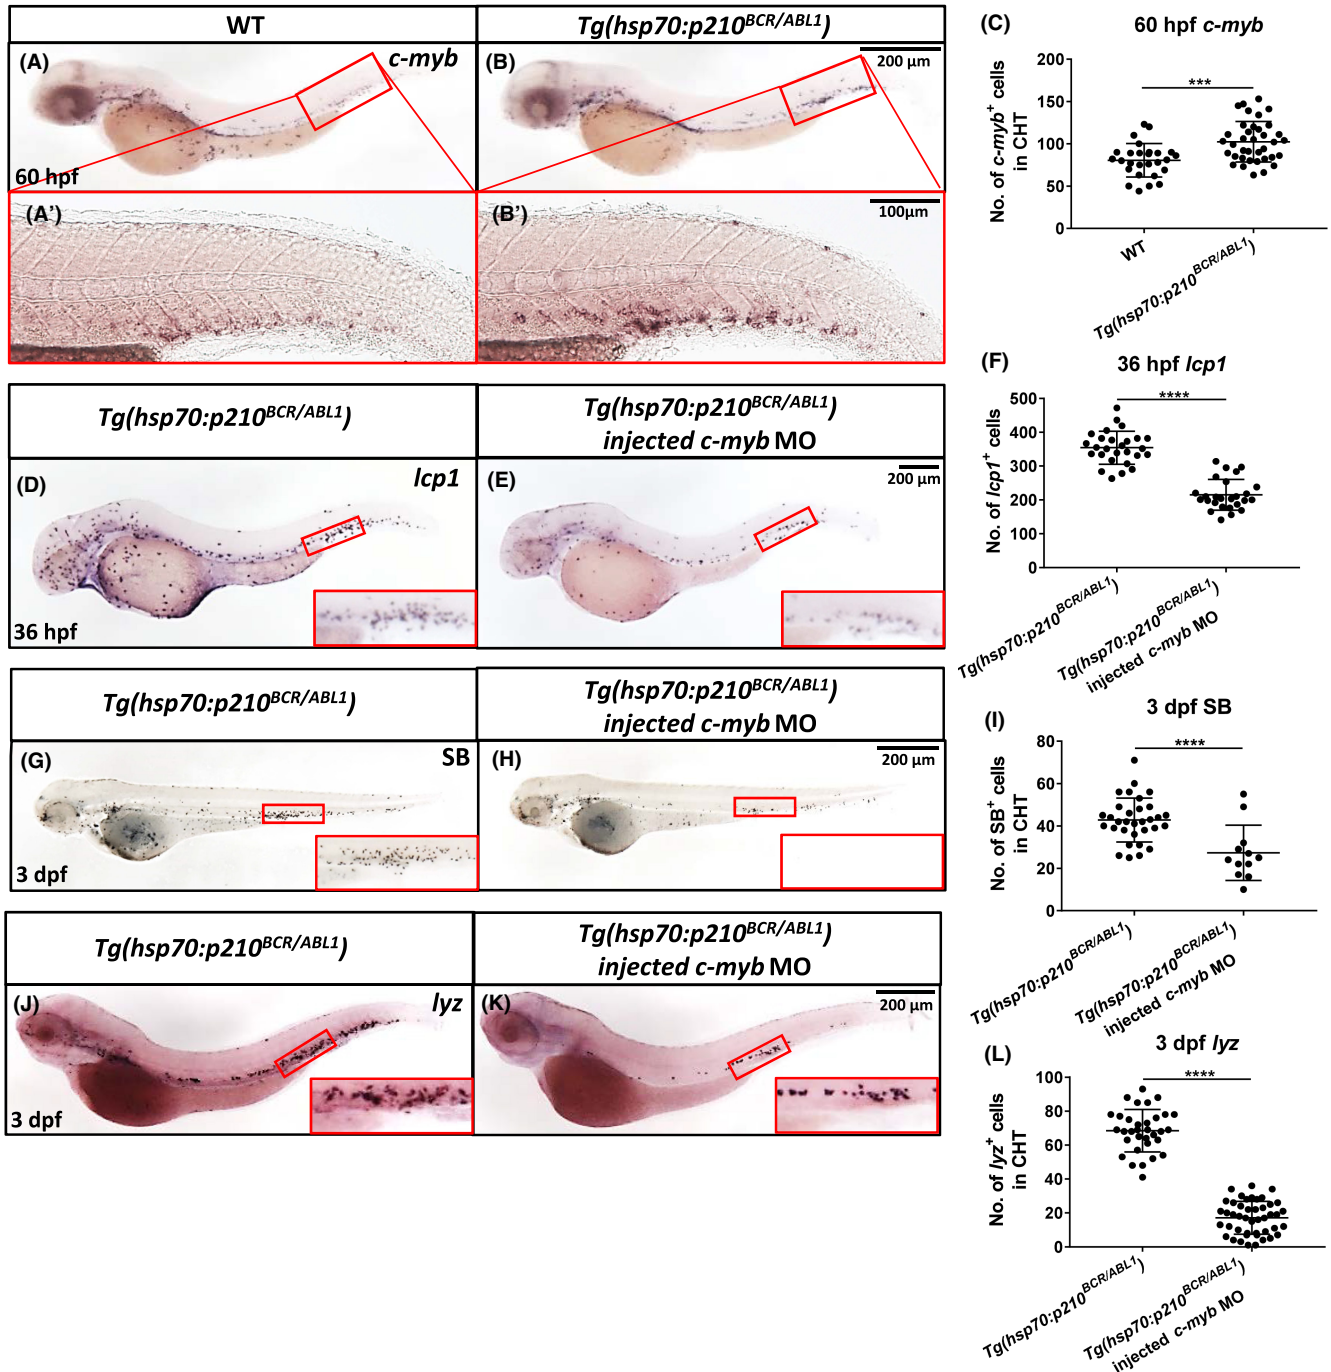 WT
Tg(hsp70:p210BCR/ABL1)
(A)
c-myb
60 hpf
(B)
200 μm
(A')
(B')
100μm
(C)
60 hpf c-myb
No. of c-myb+ cells
in CHT
200
150
100
50
0
***
WT
Tg(hsp70:p210BCR/ABL1)
Tg(hsp70:p210BCR/ABL1)
Tg(hsp70:p210BCR/ABL1)
injected c-myb MO
(D)
lcp1
36 hpf
(E)
200 μm
(F)
36 hpf lcp1
No. of lcp1+ cells
500
400
300
200
100
0
****
Tg(hsp70:p210BCR/ABL1)
Tg(hsp70:p210BCR/ABL1)
injected c-myb MO
Tg(hsp70:p210BCR/ABL1)
Tg(hsp70:p210BCR/ABL1)
injected c-myb MO
(G)
SB
3 dpf
(H)
200 μm
(I)
3 dpf SB
No. of SB+ cells
in CHT
80
60
40
20
0
****
Tg(hsp70:p210BCR/ABL1)
Tg(hsp70:p210BCR/ABL1)
injected c-myb MO
Tg(hsp70:p210BCR/ABL1)
Tg(hsp70:p210BCR/ABL1)
injected c-myb MO
(J)
lyz
3 dpf
(K)
200 μm
(L)
3 dpf lyz
No. of lyz+ cells
in CHT
100
80
60
40
20
0
****
Tg(hsp70:p210BCR/ABL1)
Tg(hsp70:p210BCR/ABL1)
injected c-myb MO